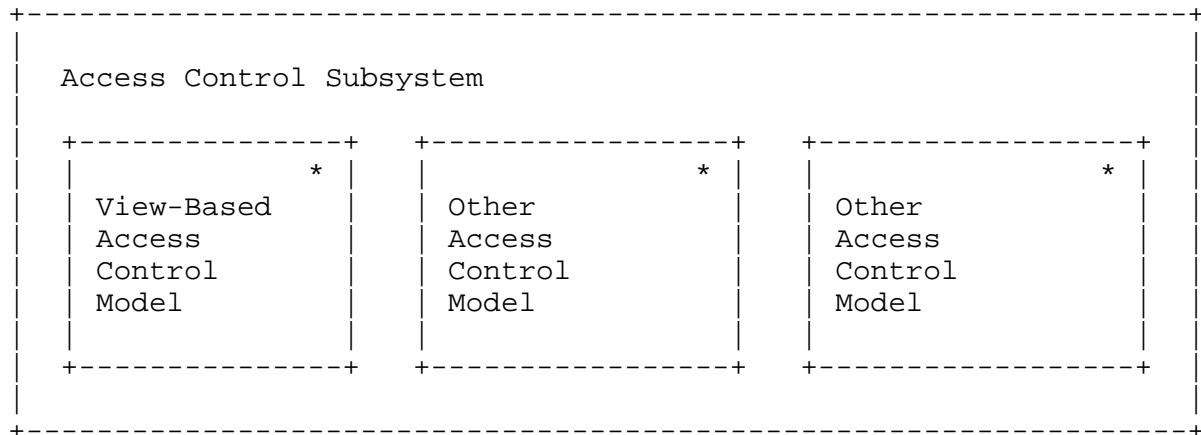 Access Control Subsystem
* * *
View-Based Other Other
Access Access Access
Control Control Control
Model Model Model